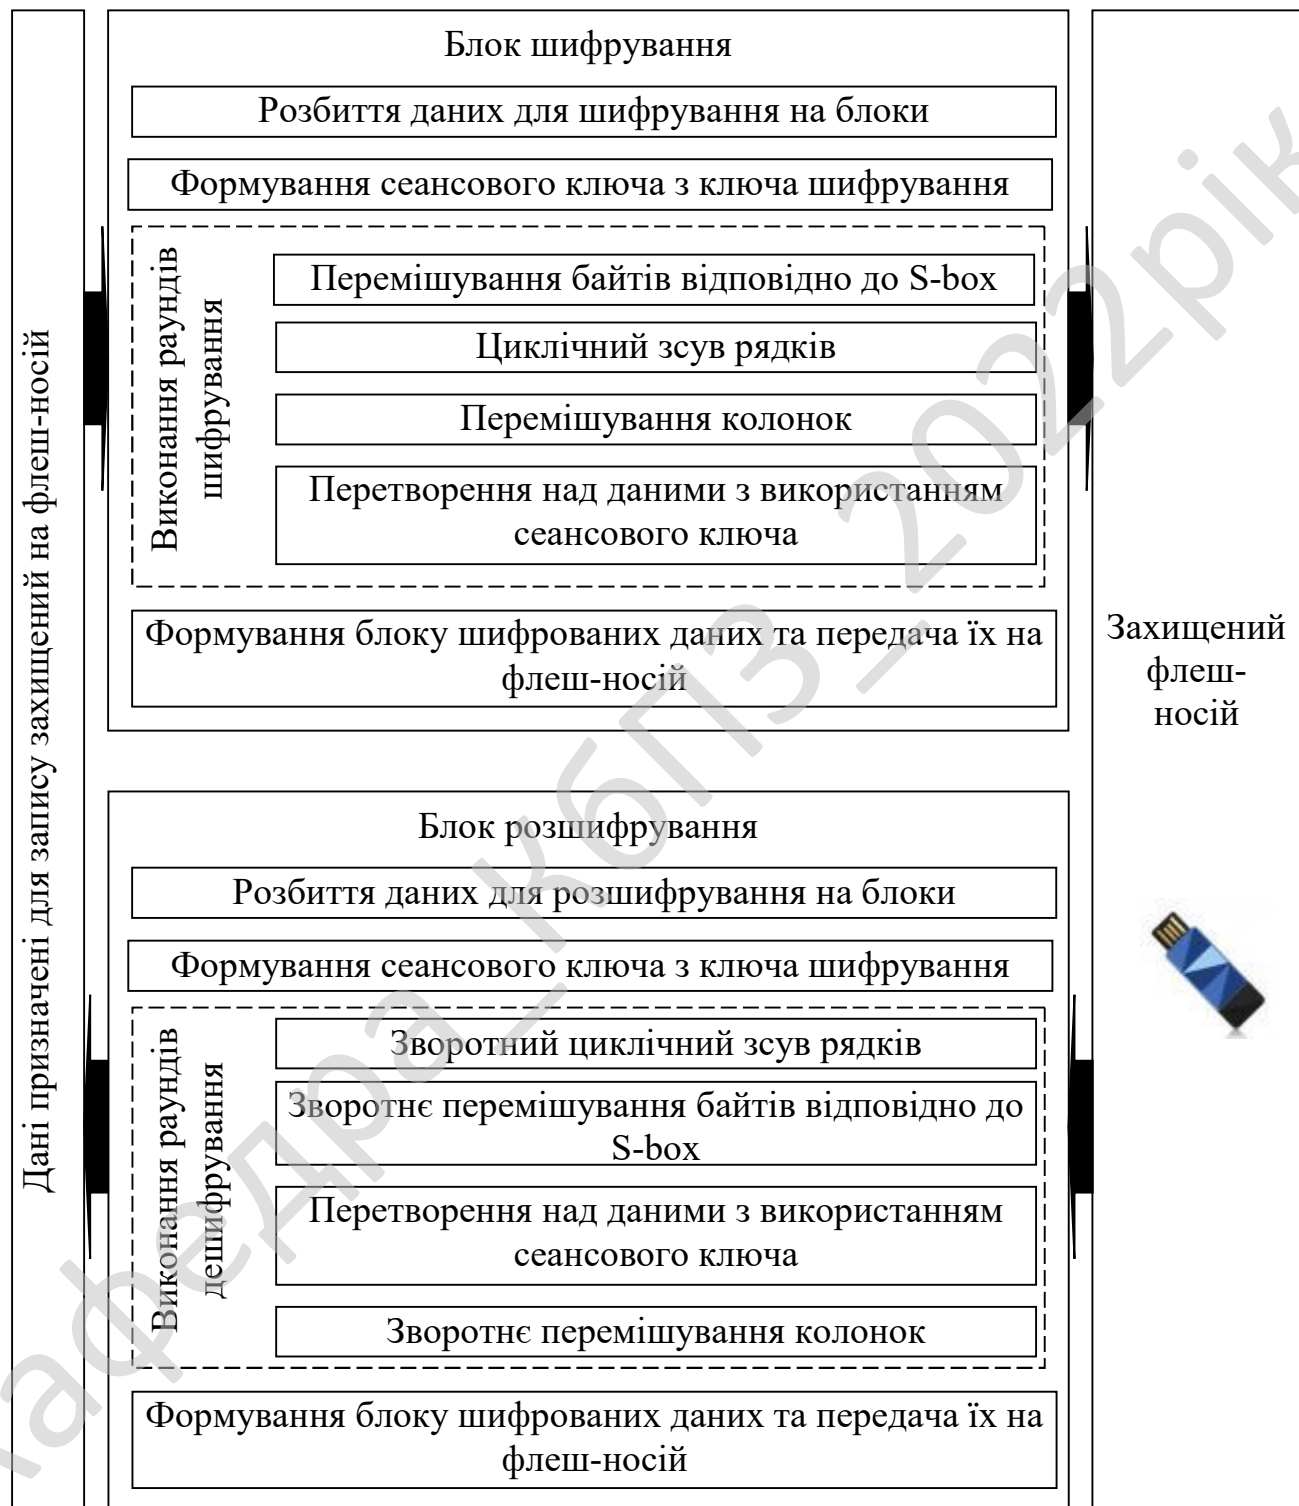 Дані призначені для запису захищений на флеш-носій
Блок шифрування
Розбиття даних для шифрування на блоки
Формування сеансового ключа з ключа шифрування
Виконання раундів
шифрування
Перемішування байтів відповідно до S-box
Циклічний зсув рядків
Перемішування колонок
Перетворення над даними з використанням
сеансового ключа
Формування блоку шифрованих даних та передача їх на
флеш-носій
Блок розшифрування
Розбиття даних для розшифрування на блоки
Формування сеансового ключа з ключа шифрування
Виконання раундів
дешифрування
Зворотний циклічний зсув рядків
Зворотнє перемішування байтів відповідно до
S-box
Перетворення над даними з використанням
сеансового ключа
Зворотнє перемішування колонок
Формування блоку шифрованих даних та передача їх на
флеш-носій
Захищений
флеш-
носій
кафедра_КбПЗ_2022рік